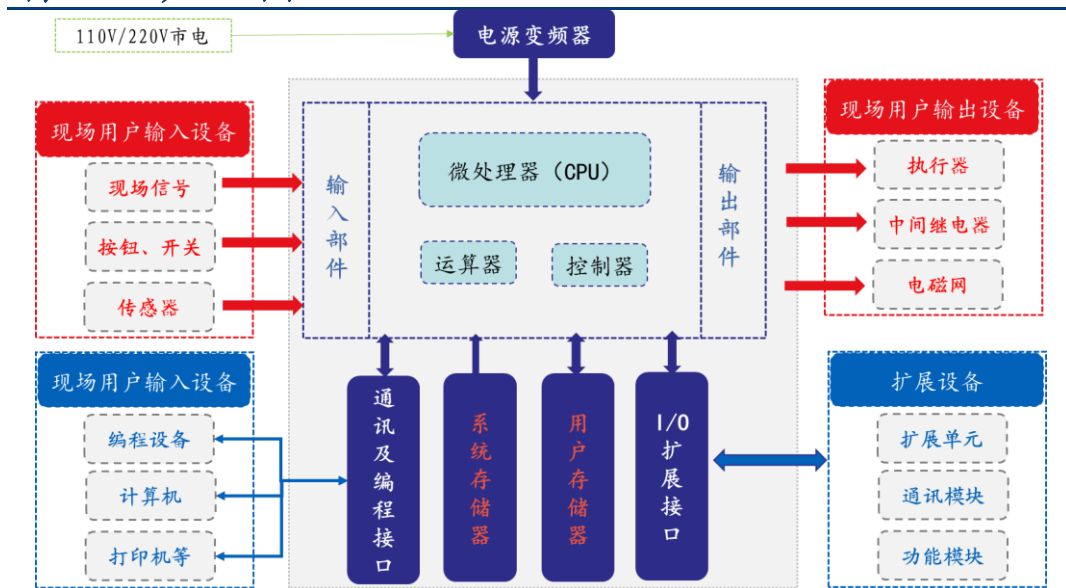 110V/220V市电
电源变频器
现场用户输入设备
现场信号
按钮、开关
传感器
输入部件
微处理器（CPU）
运算器
控制器
输出部件
现场用户输出设备
执行器
中间继电器
电磁网
现场用户输入设备
编程设备
计算机
打印机等
通讯及编程接口
系统存储器
用户存储器
I/O扩展接口
扩展设备
扩展单元
通讯模块
功能模块